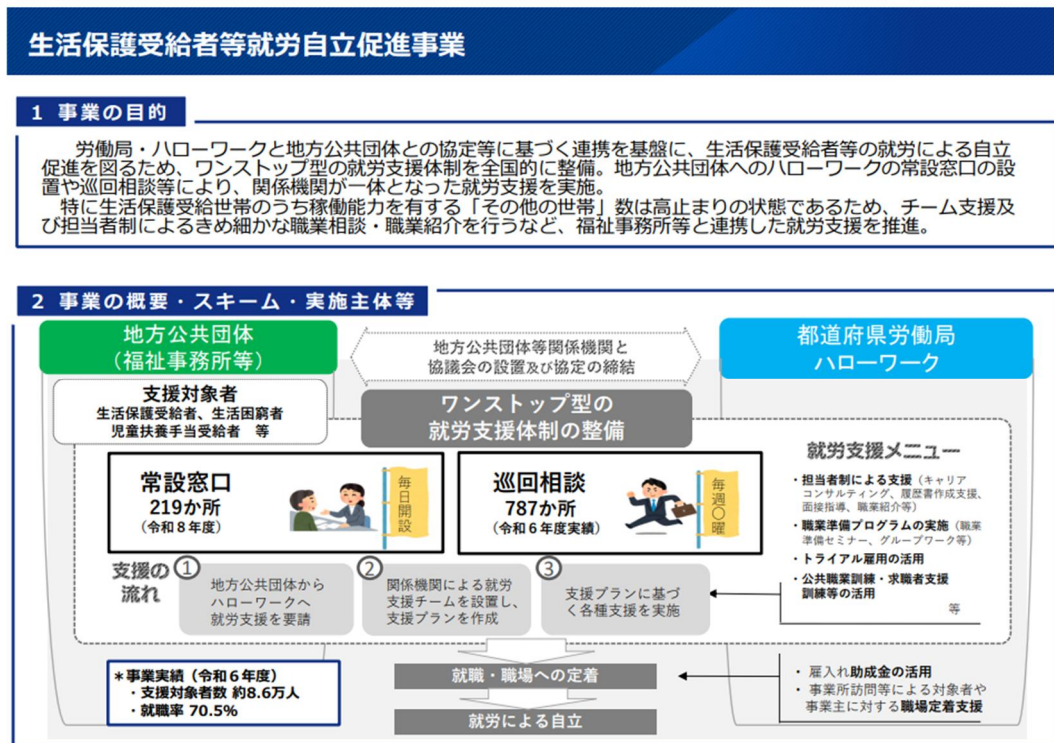 生活保護受給者等就労自立促進事業
1 事業の目的
労働局・ハローワークと地方公共団体との協定等に基づく連携を基盤に、生活保護受給者等の就労による自立
促進を図るため、ワンストップ型の就労支援体制を全国的に整備。地方公共団体へのハローワークの常設窓口の設
置や巡回相談等により、関係機関が一体となった就労支援を実施。
特に生活保護受給世帯のうち稼働能力を有する「その他の世帯」数は高止まりの状態であるため、チーム支援及
び担当者制によるきめ細かな職業相談・職業紹介を行うなど、福祉事務所等と連携した就労支援を推進。
2 事業の概要・スキーム・実施主体等
地方公共団体
(福祉事務所等)
地方公共団体等関係機関と
協議会の設置及び協定の締結
都道府県労働局
ハローワーク
支援対象者
生活保護受給者、生活困窮者
児童扶養手当受給者 等
ワンストップ型の
就労支援体制の整備
常設窓口
219か所
(令和8年度)
毎日開設
巡回相談
787か所
(令和6年度実績)
毎週○曜
就労支援メニュー
・担当者制による支援(キャリア
コンサルティング、履歴書作成支援、
面接指導、職業紹介等)
・職業準備プログラムの実施(職業
準備セミナー、グループワーク等)
・トライアル雇用の活用
・公共職業訓練・求職者支援
訓練等の活用
等
支援の
流れ
①
地方公共団体から
ハローワークへ
就労支援を要請
②
関係機関による就労
支援チームを設置し、
支援プランを作成
③
支援プランに基づ
く各種支援を実施
*事業実績(令和6年度)
・支援対象者数 約8.6万人
・就職率 70.5%
就職・職場への定着
就労による自立
・ 雇入れ助成金の活用
・ 事業所訪問等による対象者や
事業主に対する職場定着支援